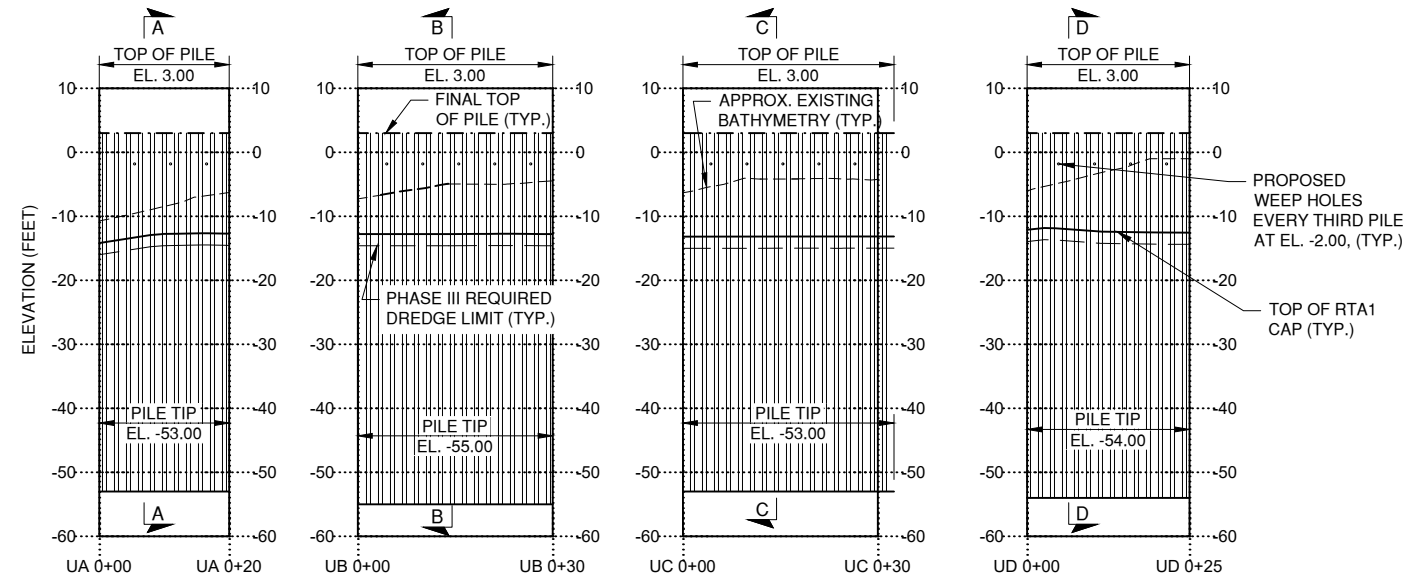 A
TOP OF PILE
EL. 3.00
10
10
0
0
-10
-10
-20
-20
-30
-30
-40
-40
-50
-50
-60
-60
ELEVATION (FEET)
PILE TIP
EL. -53.00
A
UA 0+00
UA 0+20
B
TOP OF PILE
EL. 3.00
10
10
FINAL TOP
OF PILE (TYP.)
0
0
-10
-10
-20
-20
PHASE III REQUIRED
DREDGE LIMIT (TYP.)
-30
-30
-40
-40
PILE TIP
EL. -55.00
-50
-50
B
-60
-60
UB 0+00
UB 0+30
C
TOP OF PILE
EL. 3.00
10
10
APPROX. EXISTING
BATHYMETRY (TYP.)
0
0
-10
-10
-20
-20
-30
-30
-40
-40
PILE TIP
EL. -53.00
-50
-50
C
-60
-60
UC 0+00
UC 0+30
D
TOP OF PILE
EL. 3.00
10
10
0
0
-10
-10
-20
-20
-30
-30
-40
-40
PILE TIP
EL. -54.00
-50
-50
D
-60
-60
UD 0+00
UD 0+25
PROPOSED
WEEP HOLES
EVERY THIRD PILE
AT EL. -2.00, (TYP.)
TOP OF RTA1
CAP (TYP.)